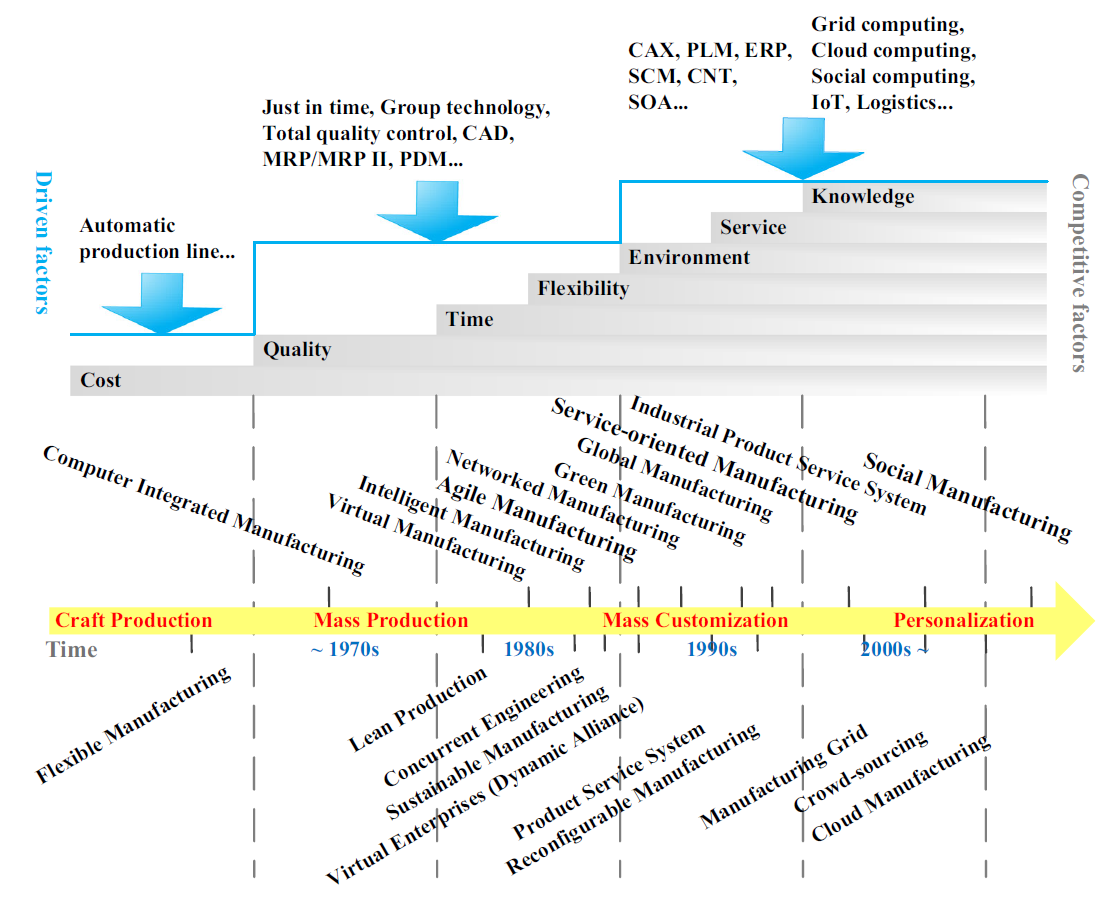 Grid computing,
Cloud computing,
Social computing,
IoT, Logistics...
CAX, PLM, ERP,
SCM, CNT,
SOA...
Just in time, Group technology,
Total quality control, CAD,
MRP/MRP II, PDM...
Automatic
production line...
Driven factors
Competitive factors
Knowledge
Service
Environment
Flexibility
Time
Quality
Cost
Computer Integrated Manufacturing
Virtual Manufacturing
Intelligent Manufacturing
Agile Manufacturing
Networked Manufacturing
Green Manufacturing
Global Manufacturing
Service-oriented Manufacturing
Industrial Product Service System
Social Manufacturing
Craft Production
Mass Production
Mass Customization
Personalization
Time
~ 1970s
1980s
1990s
2000s ~
Flexible Manufacturing
Lean Production
Concurrent Engineering
Sustainable Manufacturing
Virtual Enterprises (Dynamic Alliance)
Product Service System
Reconfigurable Manufacturing
Manufacturing Grid
Crowd-sourcing
Cloud Manufacturing